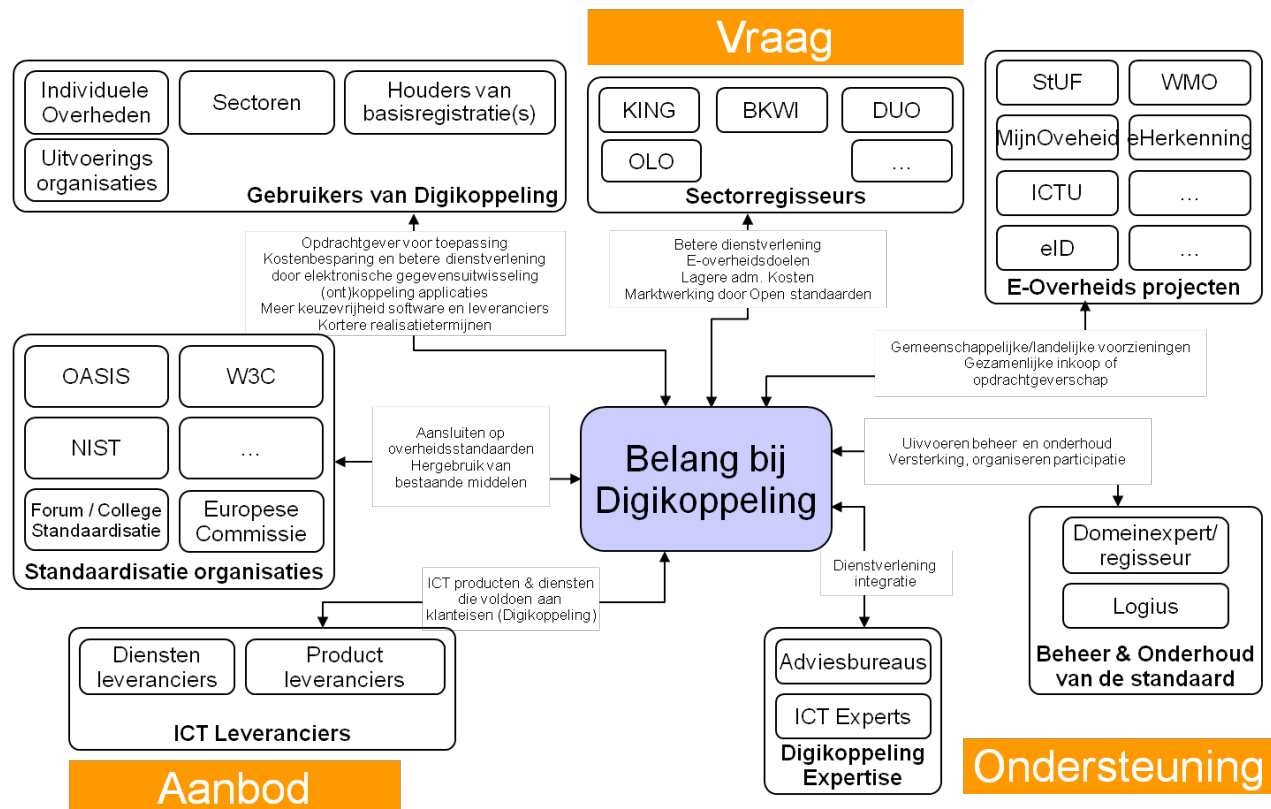 Vraag
Individuele
Overheden
Sectoren
Houders van
basisregistratie(s)
Uitvoerings
organisaties
Gebruikers van Digikoppeling
KING
BKWI
DUO
OLO
...
Sectorregisseurs
StUF
WMO
MijnOveheid
eHerkenning
ICTU
...
eID
...
E-Overheids projecten
Opdrachtgever voor toepassing
Kostenbesparing en betere dienstverlening
door elektronische gegevensuitwisseling
(ont)koppeling applicaties
Meer keuzevrijheid software en leveranciers
Kortere realisatietermijnen
Betere dienstverlening
E-overheidsdoelen
Lagere adm. Kosten
Marktwerking door Open standaarden
Gemeenschappelijke/landelijke voorzieningen
Gezamenlijke inkoop of
opdrachtgeverschap
OASIS
W3C
NIST
...
Forum / College
Standaardisatie
Europese
Commissie
Standaardisatie organisaties
Aansluiten op
overheidsstandaarden
Hergebruik van
bestaande middelen
Belang bij
Digikoppeling
Uivvoeren beheer en onderhoud
Versterking, organiseren participatie
Domeinexpert/
regisseur
Logius
Beheer & Onderhoud
van de standaard
Dienstverlening
integratie
ICT producten & diensten
die voldoen aan
klanteisen (Digikoppeling)
Diensten
leveranciers
Product
leveranciers
ICT Leveranciers
Adviesbureaus
ICT Experts
Digikoppeling
Expertise
Aanbod
Ondersteuning